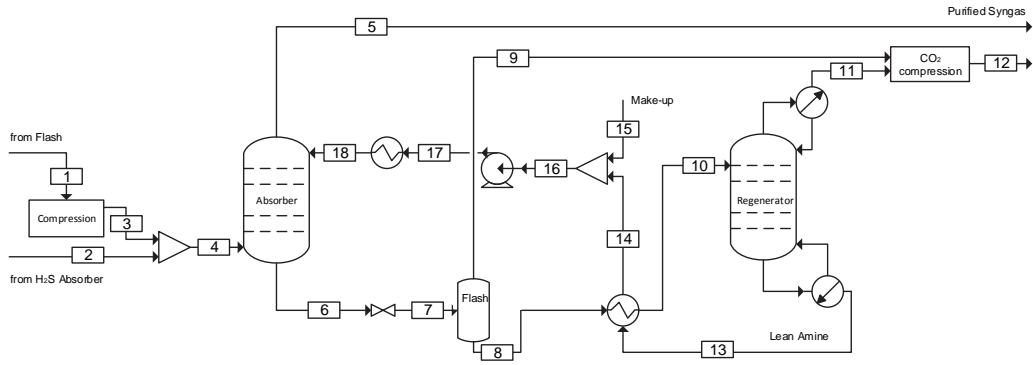 Purified Syngas
5
9
CO₂
compression
12
11
Make-up
from Flash
15
1
18
17
16
10
Absorber
Regenerator
Compression
3
4
14
2
from H₂S Absorber
Flash
6
7
8
Lean Amine
13